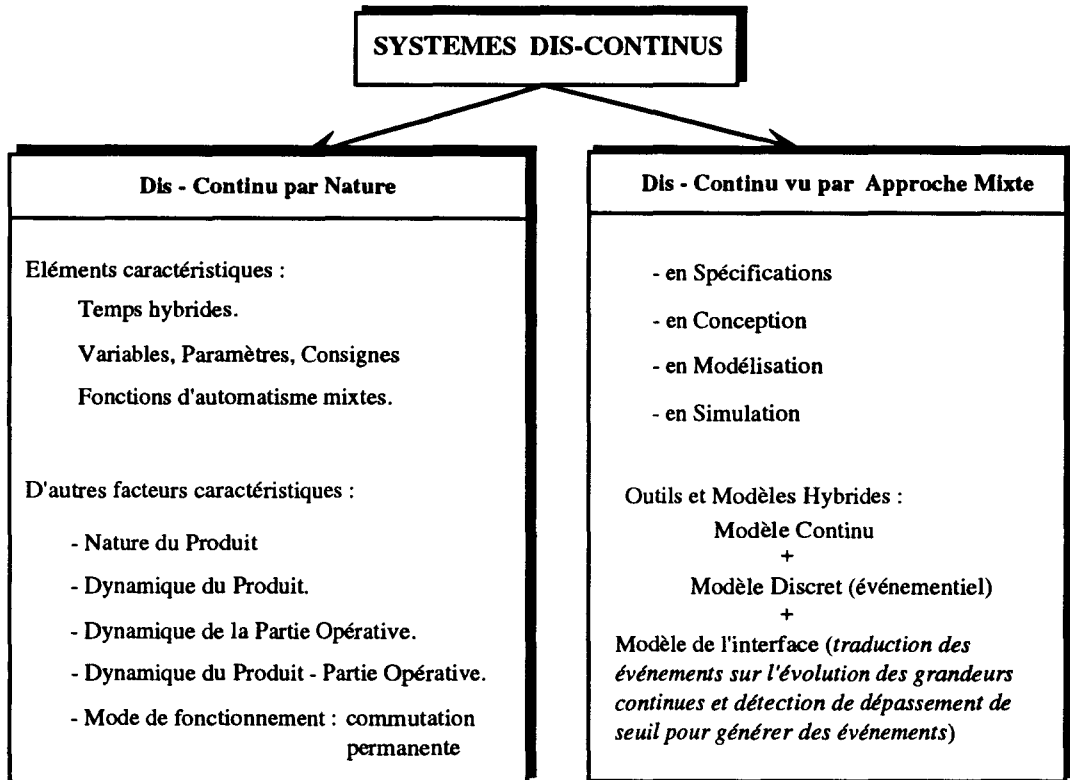 SYSTEMES DIS-CONTINUS
Dis - Continu par Nature
Eléments caractéristiques :
Temps hybrides.
Variables, Paramètres, Consignes
Fonctions d'automatisme mixtes.
D'autres facteurs caractéristiques :
- Nature du Produit
- Dynamique du Produit.
- Dynamique de la Partie Opérative.
- Dynamique du Produit - Partie Opérative.
- Mode de fonctionnement : commutation
permanente
Dis - Continu vu par Approche Mixte
- en Spécifications
- en Conception
- en Modélisation
- en Simulation
Outils et Modèles Hybrides :
Modèle Continu
+
Modèle Discret (événementiel)
+
Modèle de l'interface (traduction des
événements sur l'évolution des grandeurs
continues et détection de dépassement de
seuil pour générer des événements)